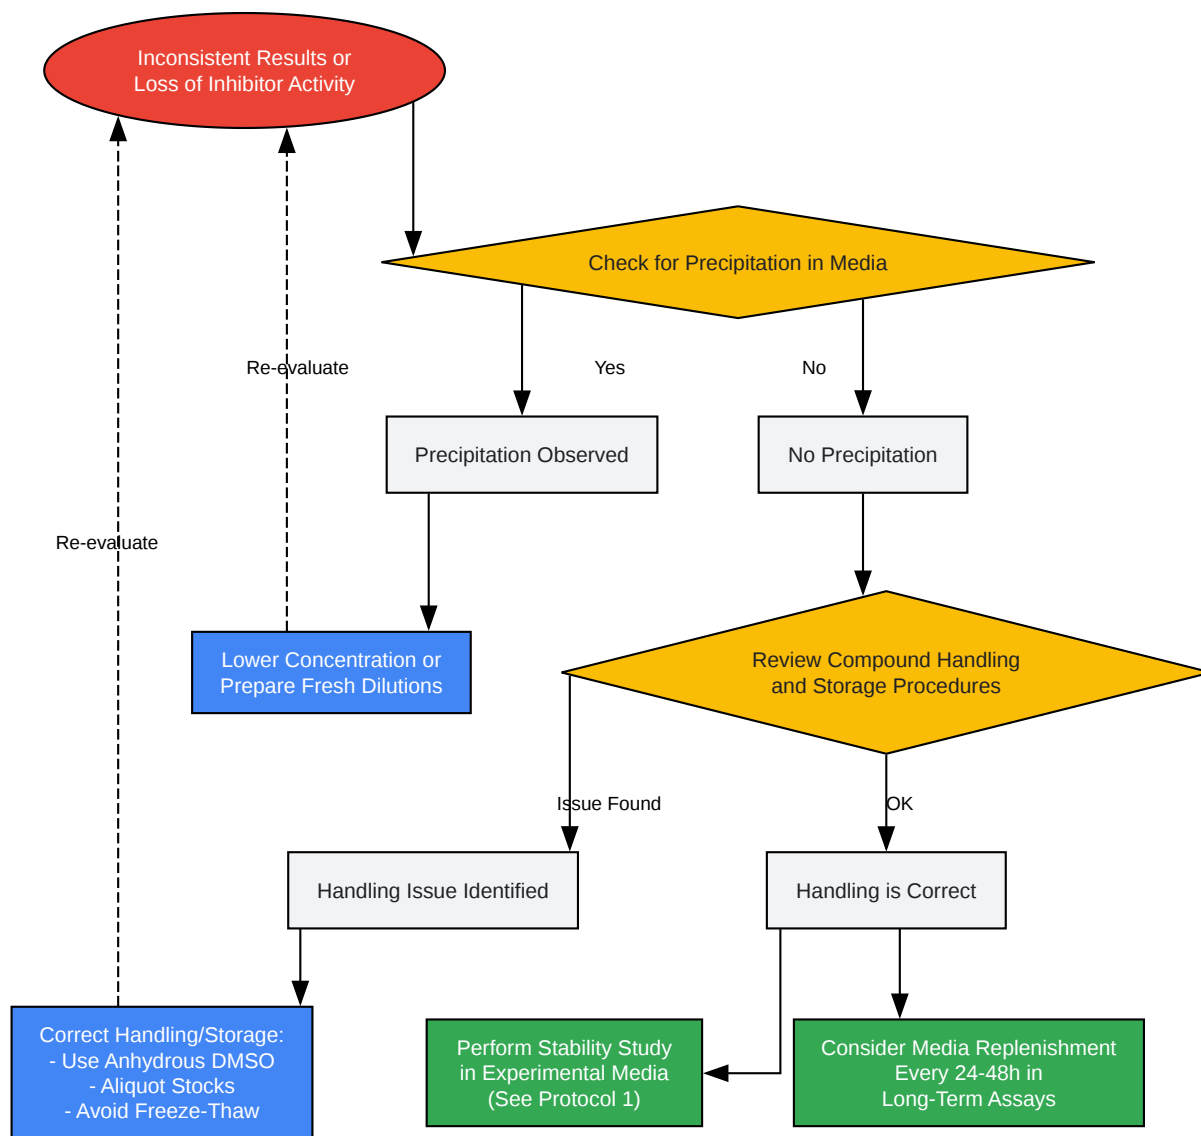 Inconsistent Results or
Loss of Inhibitor Activity
Check for Precipitation in Media
Re-evaluate
Yes
No
Precipitation Observed
No Precipitation
Re-evaluate
Lower Concentration or
Prepare Fresh Dilutions
Review Compound Handling
and Storage Procedures
Issue Found
OK
Handling Issue Identified
Handling is Correct
Correct Handling/Storage:
- Use Anhydrous DMSO
- Aliquot Stocks
- Avoid Freeze-Thaw
Perform Stability Study
in Experimental Media
(See Protocol 1)
Consider Media Replenishment
Every 24-48h in
Long-Term Assays